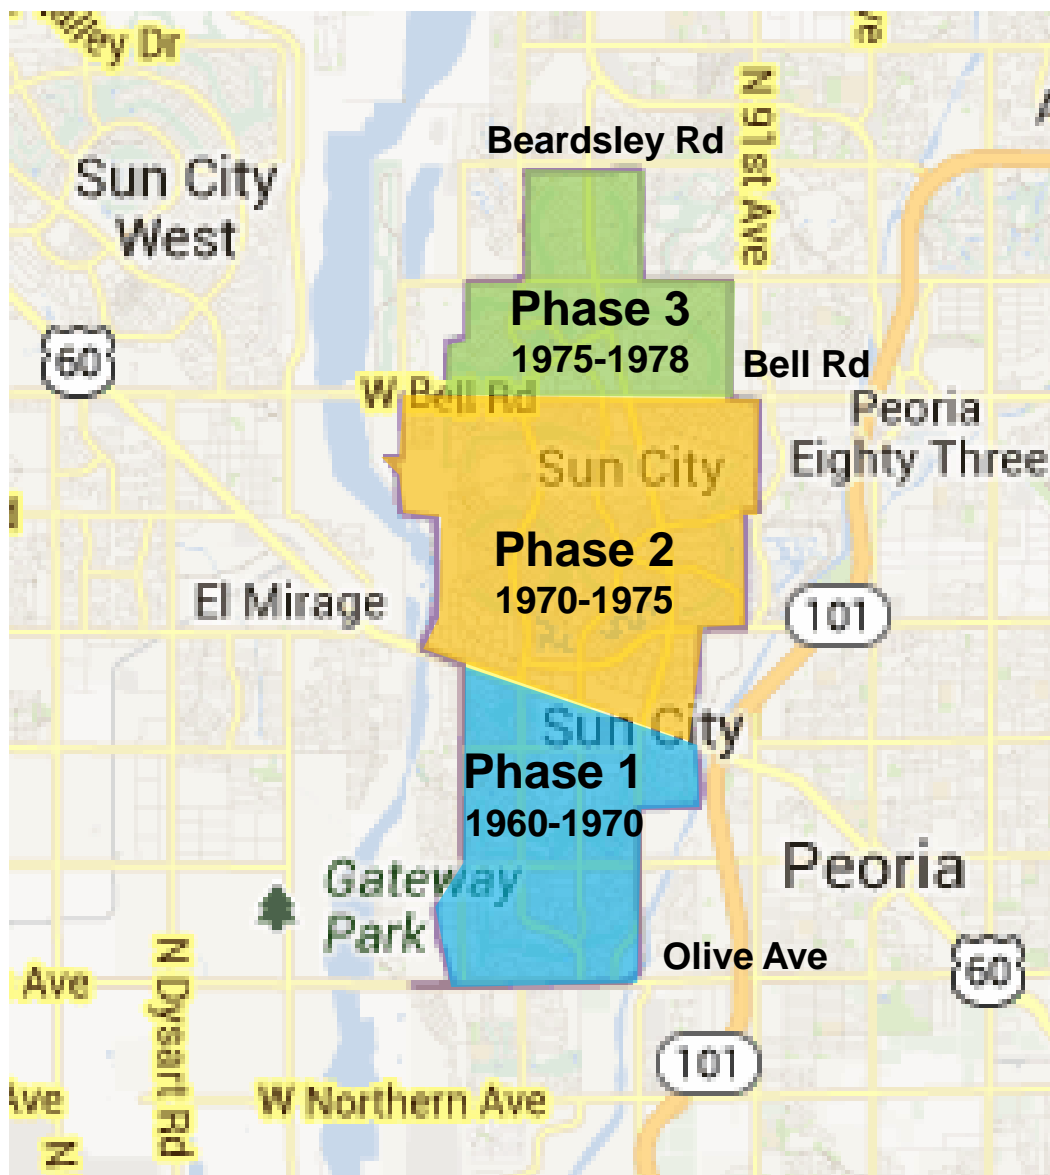 alley Dr
ve
N 91st Ave
Beardsley Rd
Sun City
West
60
Phase 3
1975-1978
Bell Rd
W Bell Rd
Peoria
Eighty Three
Sun City
Phase 2
1970-1975
El Mirage
101
Sun City
Phase 1
1960-1970
Peoria
Gateway
Park
Olive Ave
60
Ave
N Dysart Rd
101
Ave
W Northern Ave
N